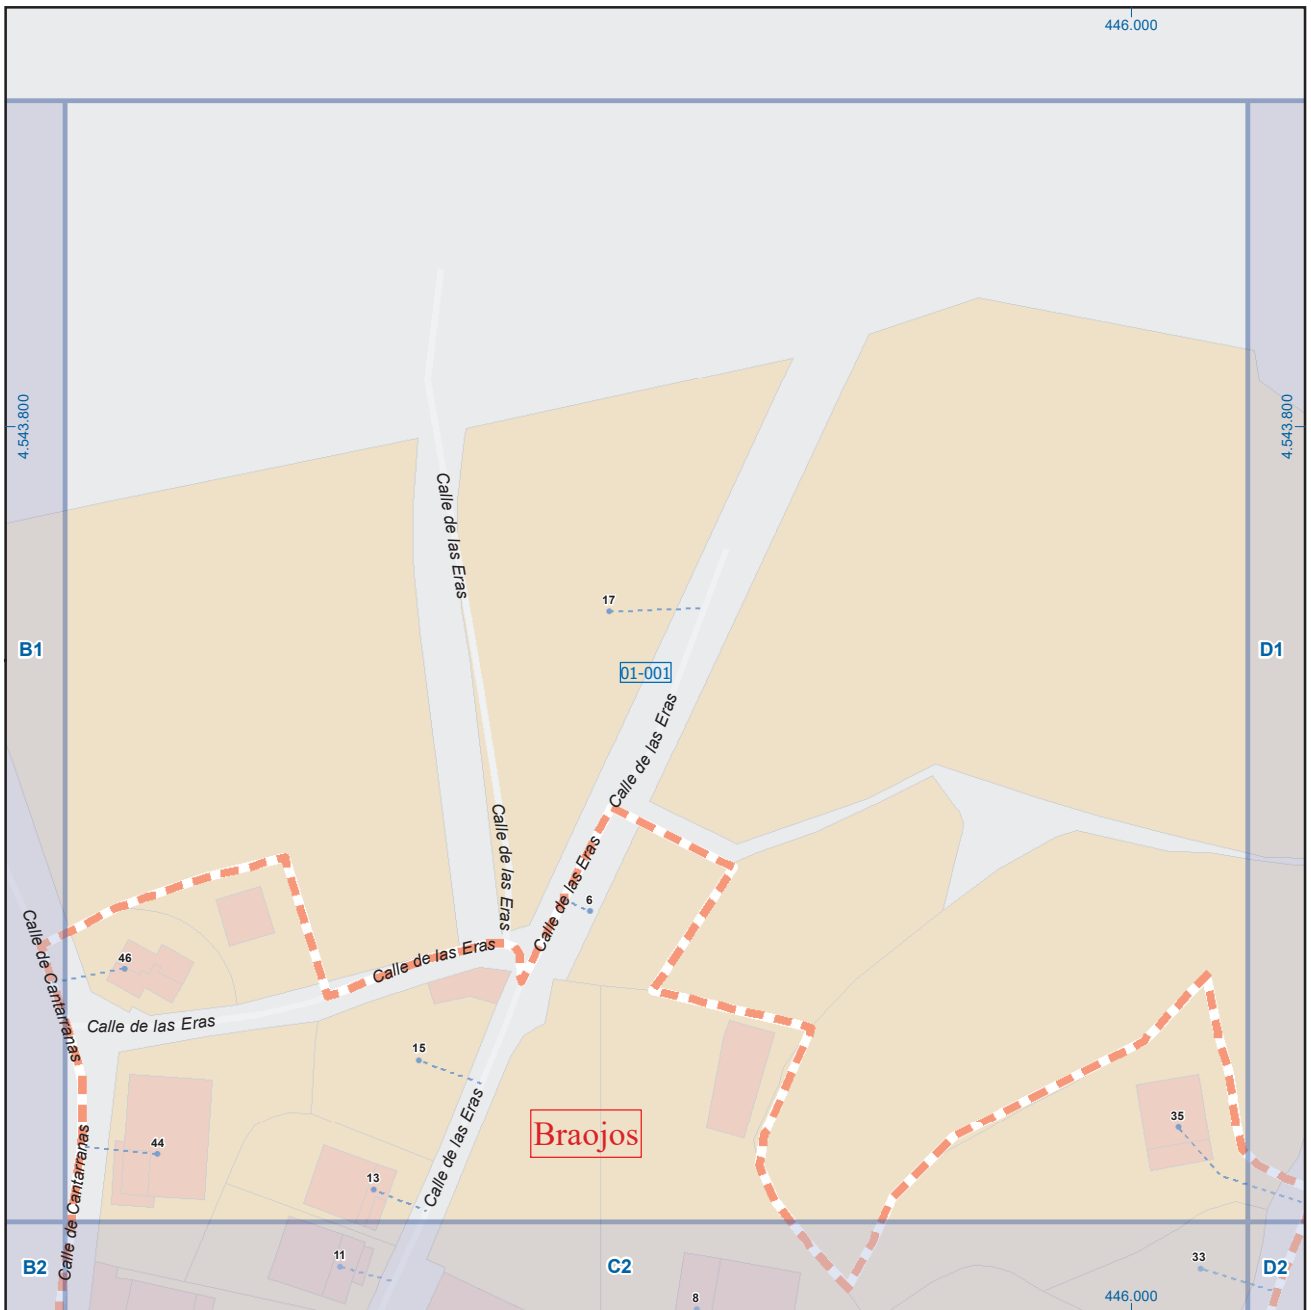 446.000
4.543.800
4.543.800
Calle de las Eras
17
B1
D1
01-001
Calle de las Eras
Calle de las Eras
Calle de las Eras
6
Calle de Cantarranas
Calle de las Eras
46
Calle de las Eras
15
Calle de las Eras
35
Braojos
44
Calle de Cantarranas
13
11
B2
C2
33
D2
8
446.000